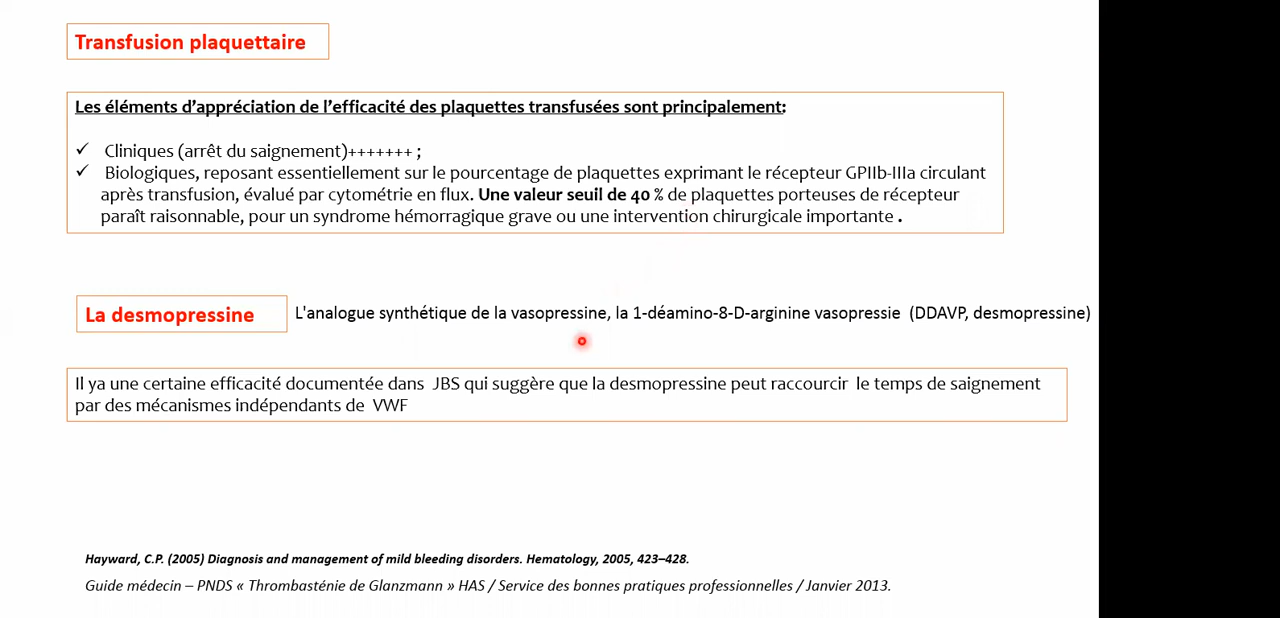 Transfusion plaquettaire
Les éléments d’appréciation de l’efficacité des plaquettes transfusées sont principalement:
✓ Cliniques (arrêt du saignement)+++++++ ;
✓ Biologiques, reposant essentiellement sur le pourcentage de plaquettes exprimant le récepteur GPIIb-IIIa circulant
après transfusion, évalué par cytométrie en flux. Une valeur seuil de 40 % de plaquettes porteuses de récepteur
paraît raisonnable, pour un syndrome hémorragique grave ou une intervention chirurgicale importante .
La desmopressine L'analogue synthétique de la vasopressine, la 1-déamino-8-D-arginine vasopressie (DDAVP, desmopressine)
Il ya une certaine efficacité documentée dans JBS qui suggère que la desmopressine peut raccourcir le temps de saignement
par des mécanismes indépendants de VWF
Hayward, C.P. (2005) Diagnosis and management of mild bleeding disorders. Hematology, 2005, 423–428.
Guide médecin – PNDS « Thrombasténie de Glanzmann » HAS / Service des bonnes pratiques professionnelles / Janvier 2013.